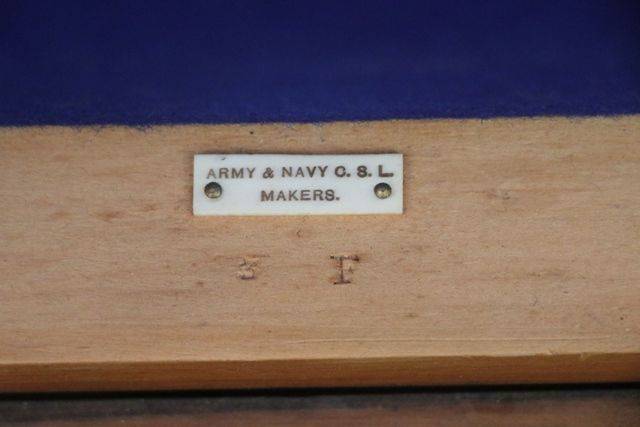 ARMY & NAVY C. S. L.
MAKERS.
F